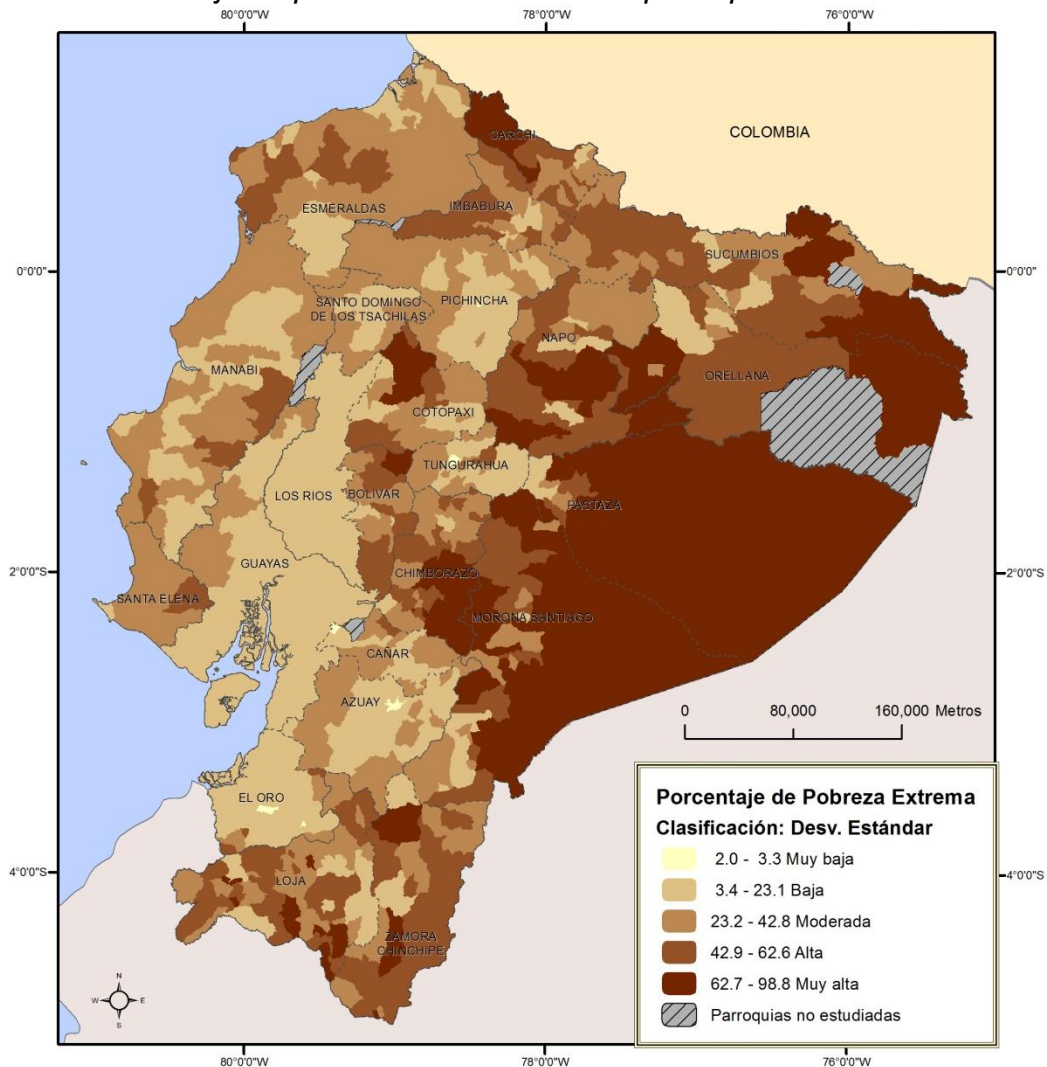 80°0'0"W 78°0'0"W 76°0'0"W
COLOMBIA
CARCHI
ESMERALDAS
IMBABURA
SUCUMBIOS
0°0'0"
0°0'0"
SANTO DOMINGO
DE LOS TSACHILAS
PICHINCHA
NAPO
MANABI
ORELLANA
COTOPAXI
TUNGURAHUA
LOS RIOS
BOLIVAR
PASTAZA
GUAYAS
2°0'0"S
CHIMBORAZO
2°0'0"S
SANTA ELENA
MORONA SANTIAGO
CAÑAR
AZUAY
0 80,000 160,000 Metros
EL ORO
Porcentaje de Pobreza Extrema
Clasificación: Desv. Estándar
2.0 - 3.3 Muy baja
3.4 - 23.1 Baja
23.2 - 42.8 Moderada
42.9 - 62.6 Alta
62.7 - 98.8 Muy alta
Parroquias no estudiadas
4°0'0"S
4°0'0"S
LOJA
ZAMORA
CHINCHIPE
N
W E
S
80°0'0"W 78°0'0"W 76°0'0"W